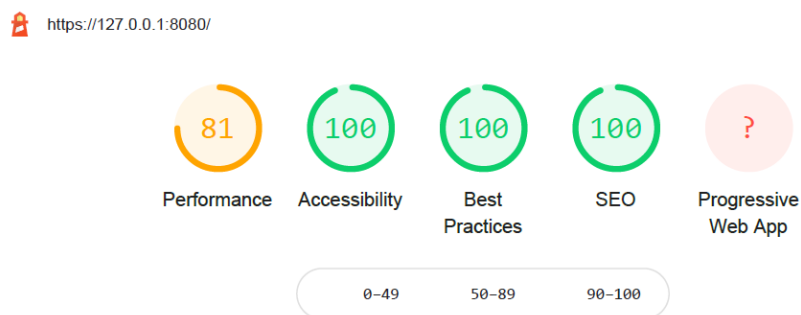 https://127.0.0.1:8080/
81
100
100
100
?
Performance
Accessibility
Best
Practices
SEO
Progressive
Web App
0–49
50–89
90–100